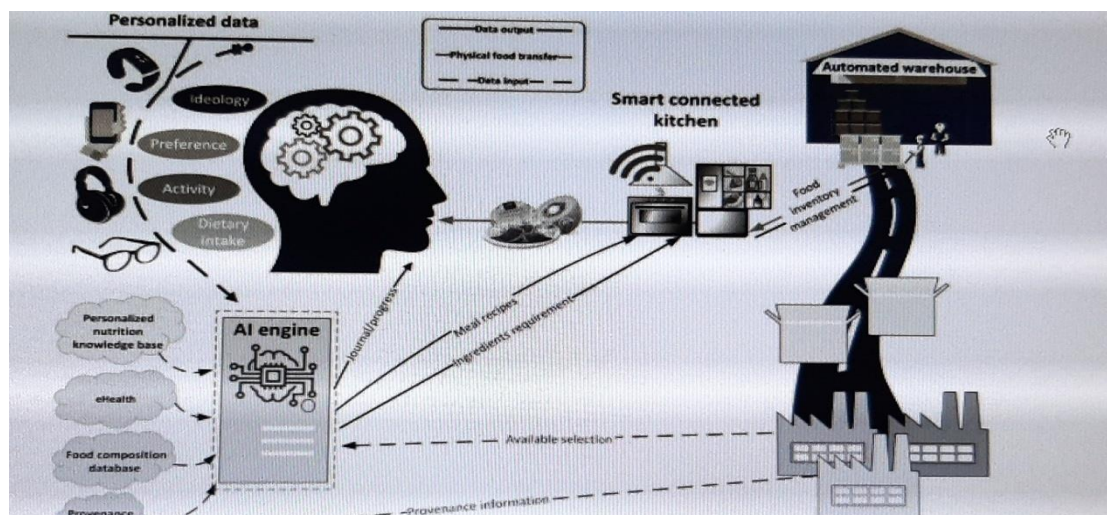 Personalized data
Ideology
Preference
Activity
Dietary
intake
Data output
Physical food transfer
Data input
Smart connected
kitchen
Automated warehouse
Food
inventory
management
Personalized
nutrition
knowledge base
eHealth
Food composition
database
Provenance
AI engine
Journal/progress
Meal recipes
Ingredients requirement
Available selection
Provenance information